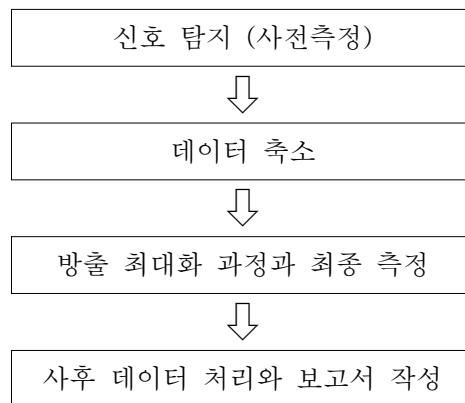 신호 탐지 (사전측정)
데이터 축소
방출 최대화 과정과 최종 측정
사후 데이터 처리와 보고서 작성